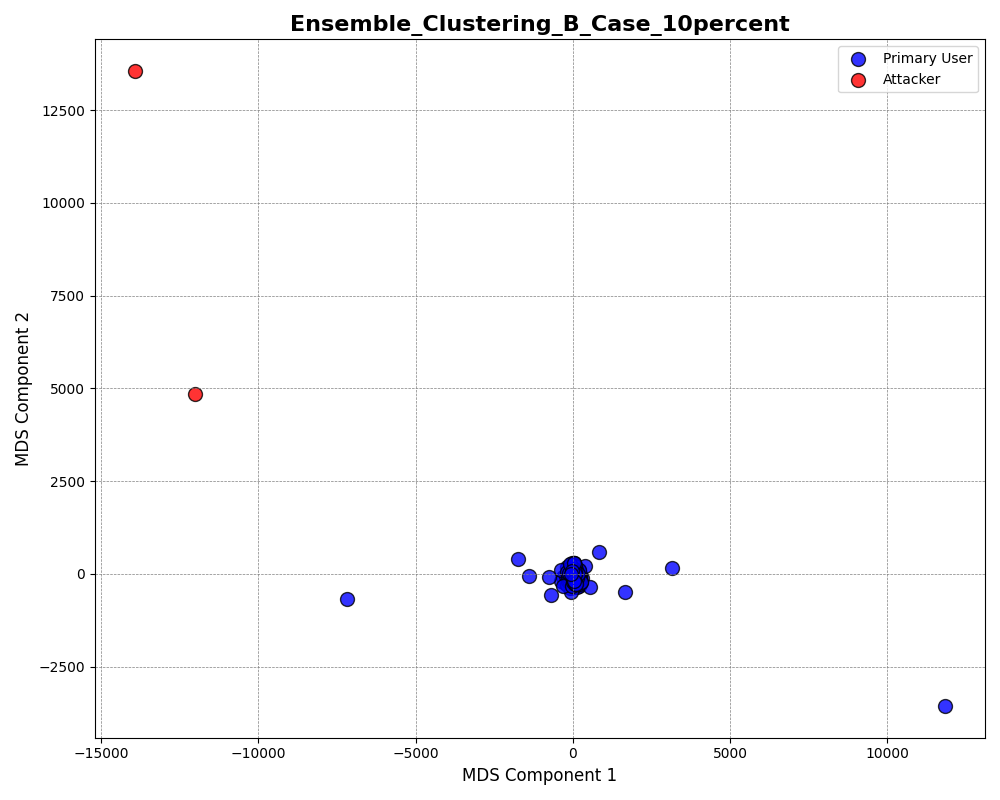 Ensemble_Clustering_B_Case_10percent
Primary User
Attacker
12500
10000
7500
5000
2500
0
−2500
MDS Component 2
−15000
−10000
−5000
0
5000
10000
MDS Component 1